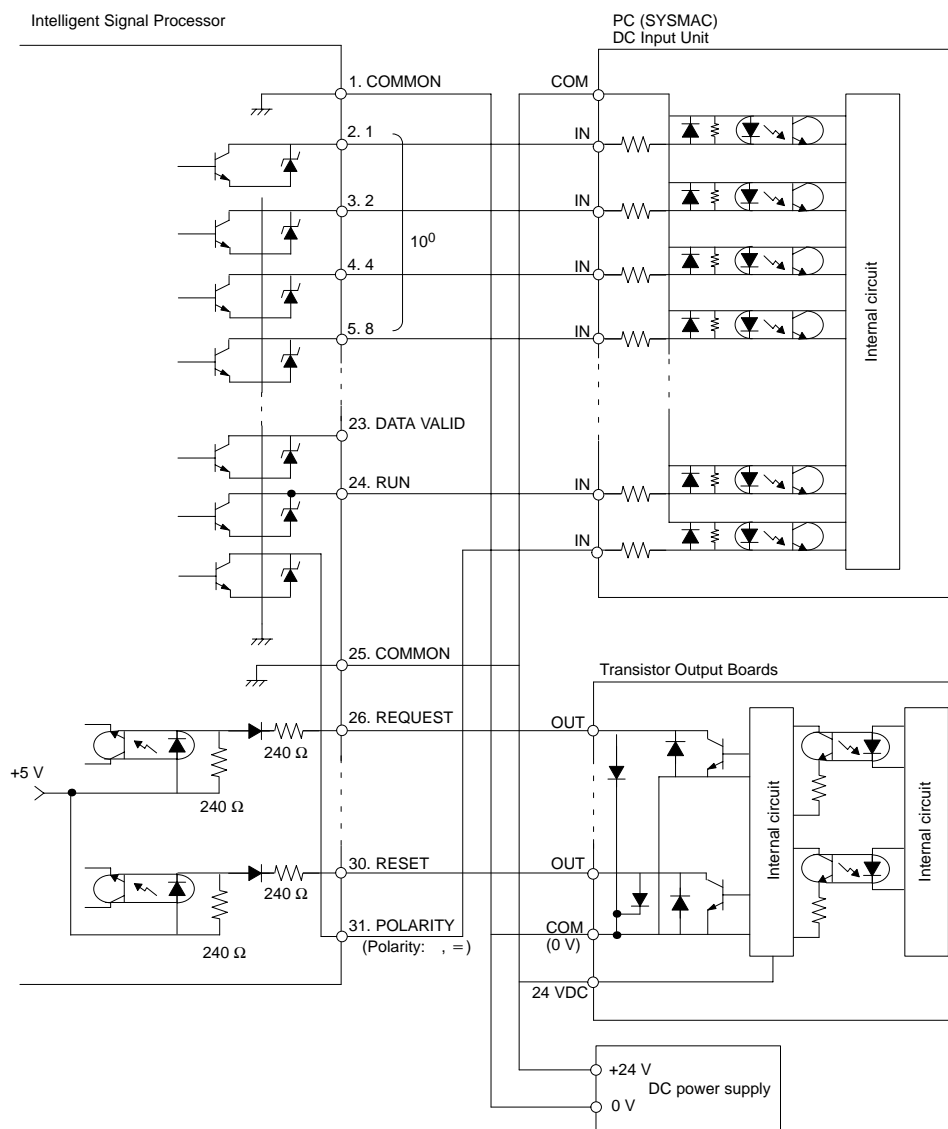 Intelligent Signal Processor
PC (SYSMAC)
DC Input Unit
1. COMMON
COM
2. 1
IN
3. 2
IN
10⁰
4. 4
IN
5. 8
IN
Internal circuit
23. DATA VALID
24. RUN
IN
IN
25. COMMON
Transistor Output Boards
26. REQUEST
OUT
240 Ω
+5 V
240 Ω
Internal circuit
Internal circuit
30. RESET
OUT
240 Ω
31. POLARITY
(Polarity: , =)
COM
(0 V)
240 Ω
24 VDC
+24 V
DC power supply
0 V